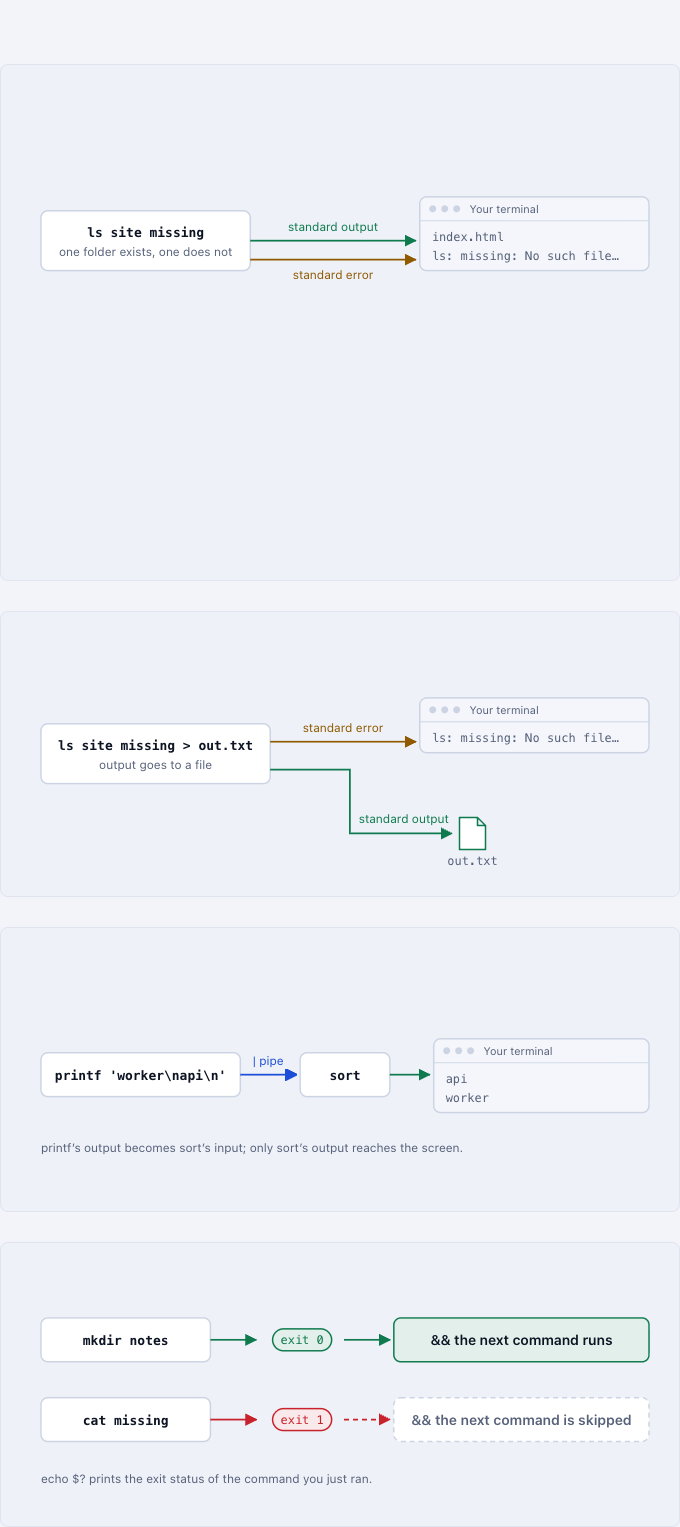 ls site missing
one folder exists, one does not
standard output
standard error
Your terminal
index.html
ls: missing: No such file…
ls site missing > out.txt
output goes to a file
standard error
Your terminal
ls: missing: No such file…
standard output
out.txt
printf 'worker\napi\n'
| pipe
sort
Your terminal
api
worker
printf's output becomes sort's input; only sort's output reaches the screen.
mkdir notes
exit 0
&& the next command runs
cat missing
exit 1
&& the next command is skipped
echo $? prints the exit status of the command you just ran.